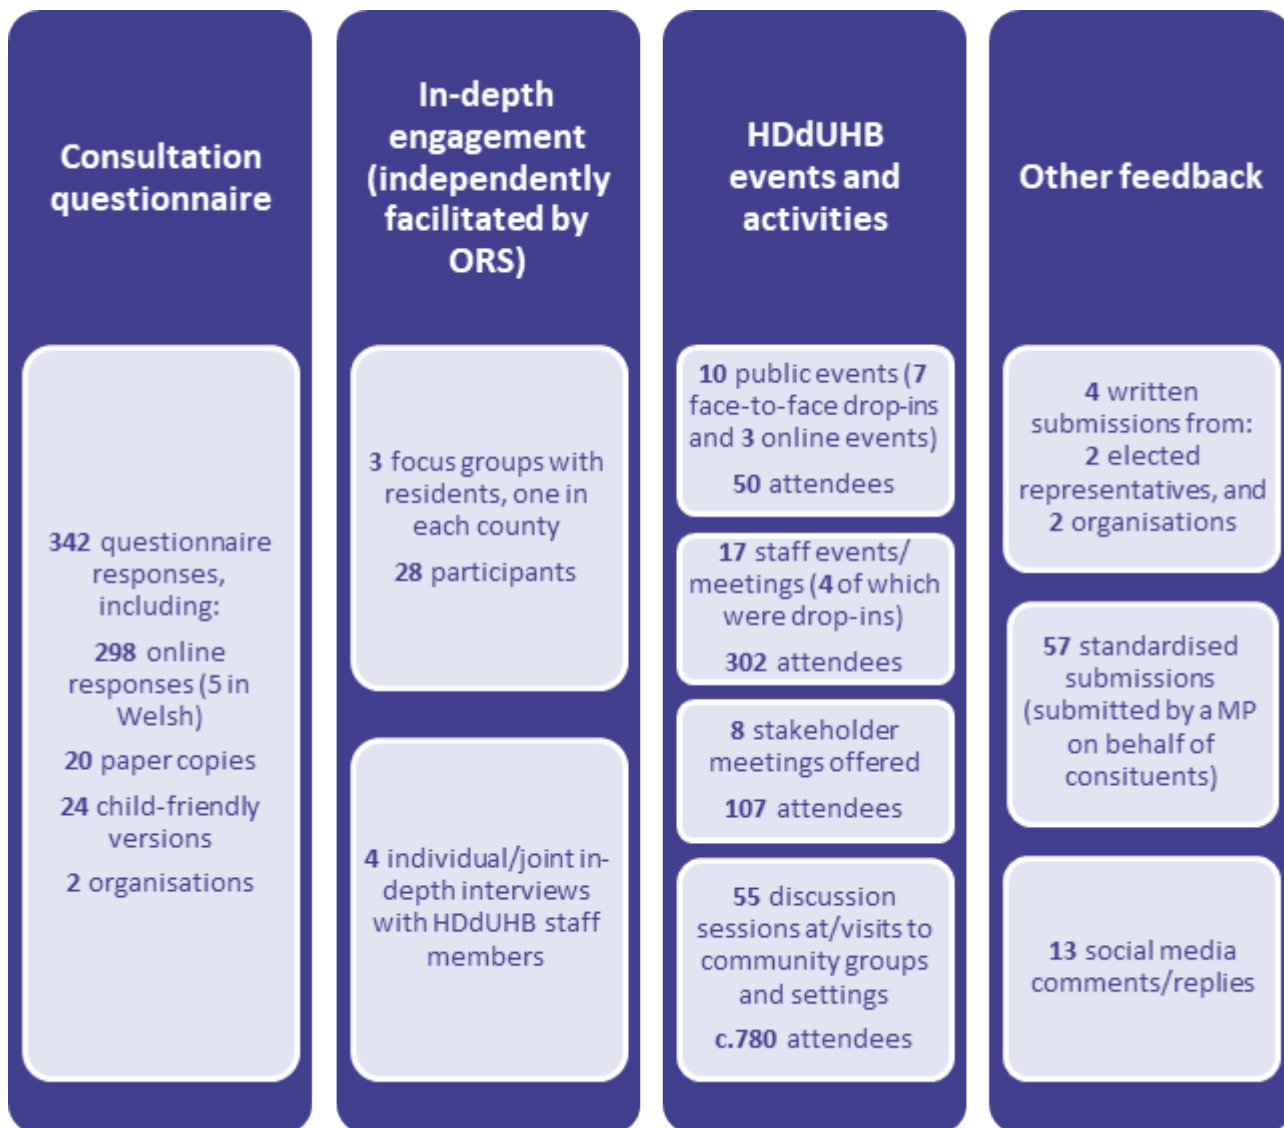 Consultation
questionnaire
342 questionnaire
responses,
including:
298 online
responses (5 in
Welsh)
20 paper copies
24 child-friendly
versions
2 organisations
In-depth
engagement
(independently
facilitated by
ORS)
3 focus groups with
residents, one in
each county
28 participants
4 individual/joint in-
depth interviews
with HDdUHB staff
members
HDdUHB
events and
activities
10 public events (7
face-to-face drop-ins
and 3 online events)
50 attendees
17 staff events/
meetings (4 of which
were drop-ins)
302 attendees
8 stakeholder
meetings offered
107 attendees
55 discussion
sessions at/visits to
community groups
and settings
c.780 attendees
Other feedback
4 written
submissions from:
2 elected
representatives, and
2 organisations
57 standardised
submissions
(submitted by a MP
on behalf of
consituents)
13 social media
comments/replies